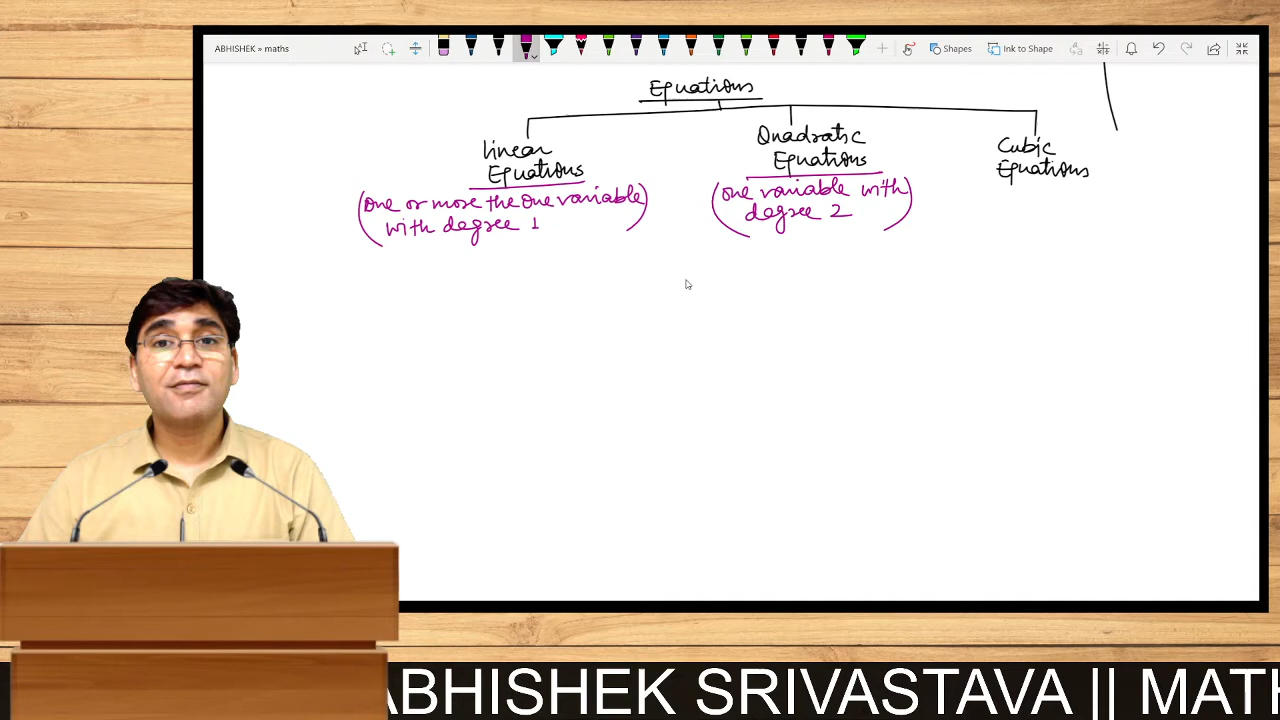 ABHISHEK » maths
Shapes
Ink to Shape
Equations
Linear
Equations
(one or more the one variable
with degree 1)
Quadratic
Equations
(one variable with
degree 2)
Cubic
Equations
ABHISHEK SRIVASTAVA || MATH